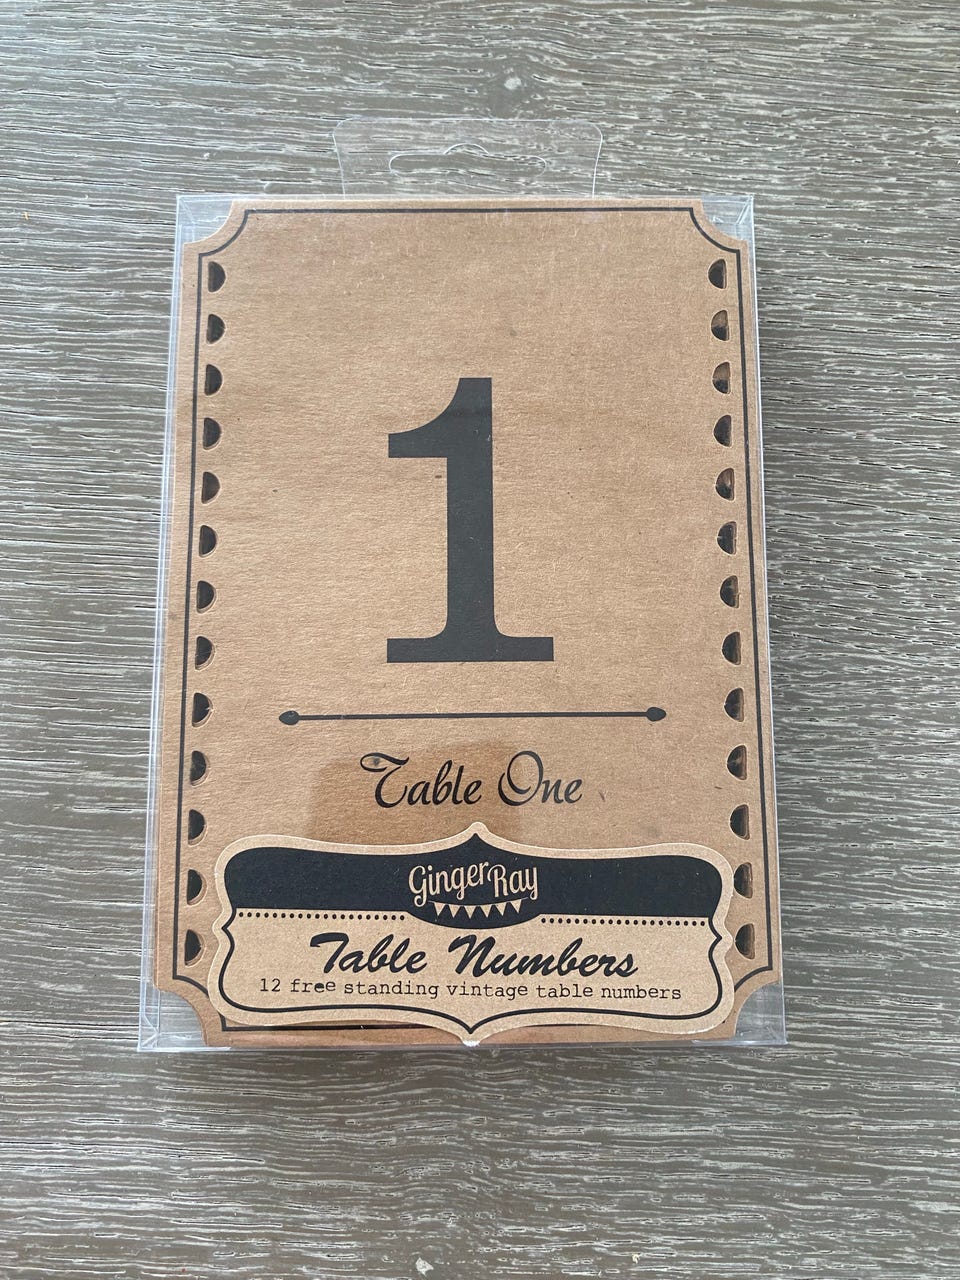 1
Table One
Ginger Ray
Table Numbers
12 free standing vintage table numbers